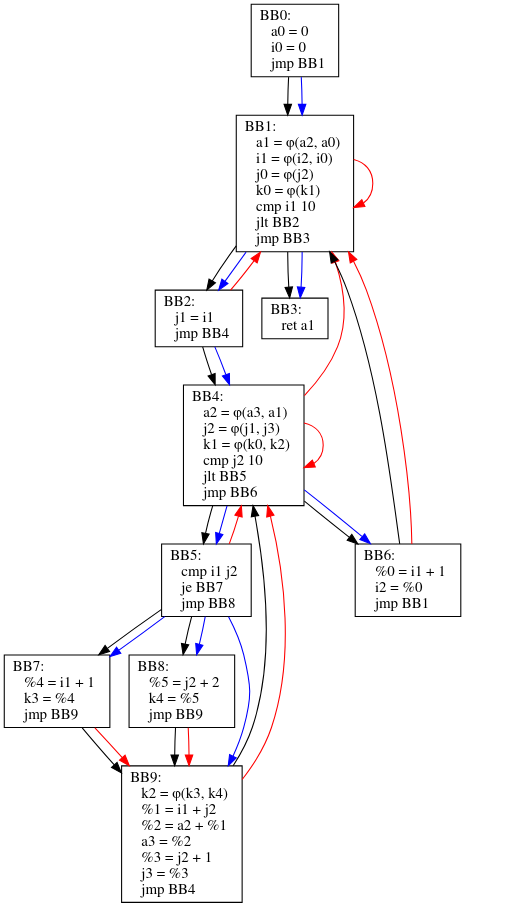 BB0:
a0 = 0
i0 = 0
jmp BB1
BB1:
a1 = φ(a2, a0)
i1 = φ(i2, i0)
j0 = φ(j2)
k0 = φ(k1)
cmp i1 10
jlt BB2
jmp BB3
BB2:
j1 = i1
jmp BB4
BB3:
ret a1
BB4:
a2 = φ(a3, a1)
j2 = φ(j1, j3)
k1 = φ(k0, k2)
cmp j2 10
jlt BB5
jmp BB6
BB5:
cmp i1 j2
je BB7
jmp BB8
BB6:
%0 = i1 + 1
i2 = %0
jmp BB1
BB7:
%4 = i1 + 1
k3 = %4
jmp BB9
BB8:
%5 = j2 + 2
k4 = %5
jmp BB9
BB9:
k2 = φ(k3, k4)
%1 = i1 + j2
%2 = a2 + %1
a3 = %2
%3 = j2 + 1
j3 = %3
jmp BB4